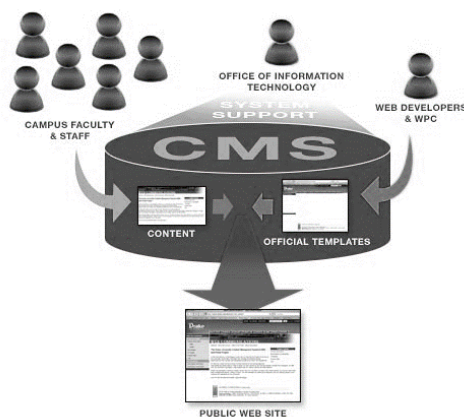 OFFICE OF INFORMATION
TECHNOLOGY
CAMPUS FACULTY
& STAFF
WEB DEVELOPERS
& WPC
SYSTEM
SUPPORT
CMS
CONTENT
OFFICIAL TEMPLATES
PUBLIC WEB SITE